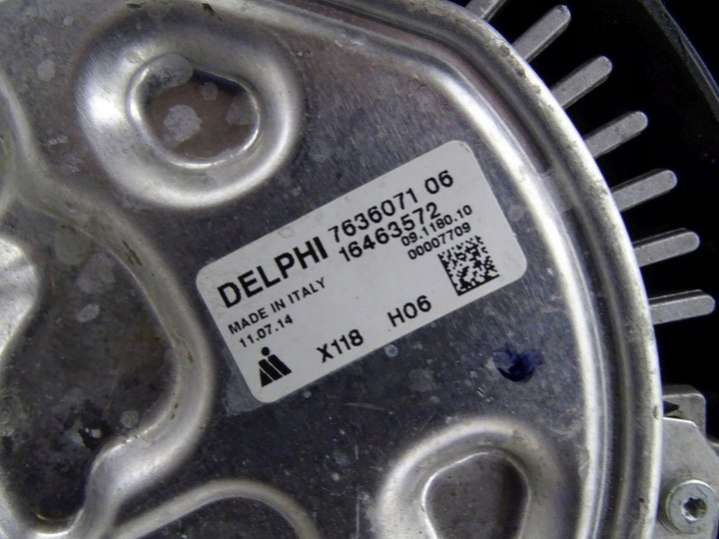 DELPHI 7636071 06
16463572
09.1180.10
00007709
MADE IN ITALY
11.07.14
X118 H06